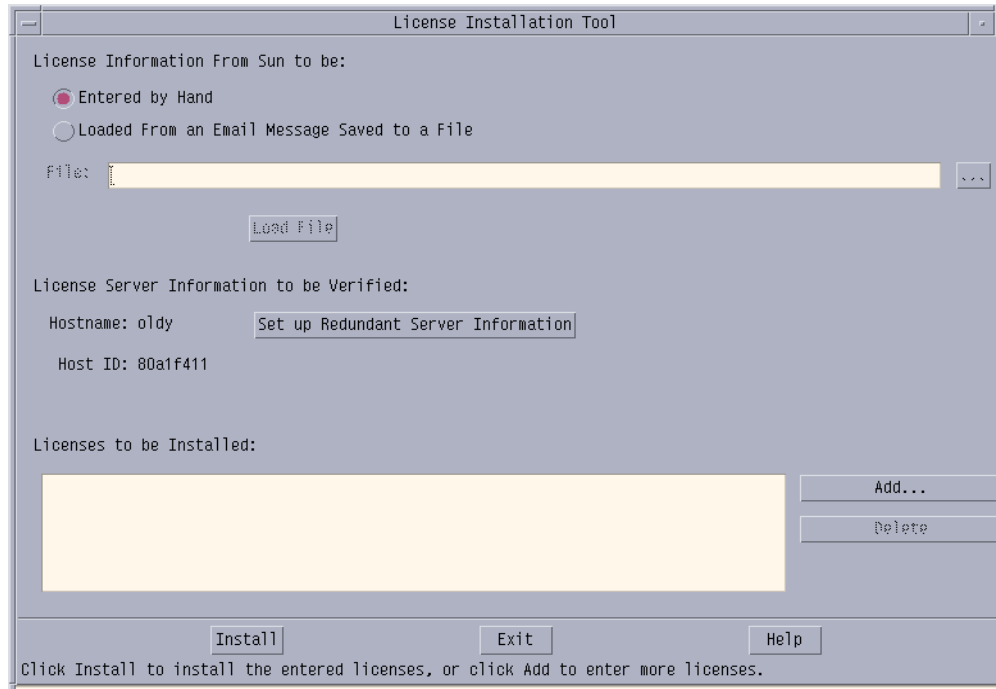 License Installation Tool
License Information From Sun to be:
Entered by Hand
Loaded From an Email Message Saved to a File
File:
...
Load File
License Server Information to be Verified:
Hostname: oldy
Set up Redundant Server Information
Host ID: 80a1f411
Licenses to be Installed:
Add...
Delete
Install
Exit
Help
Click Install to install the entered licenses, or click Add to enter more licenses.